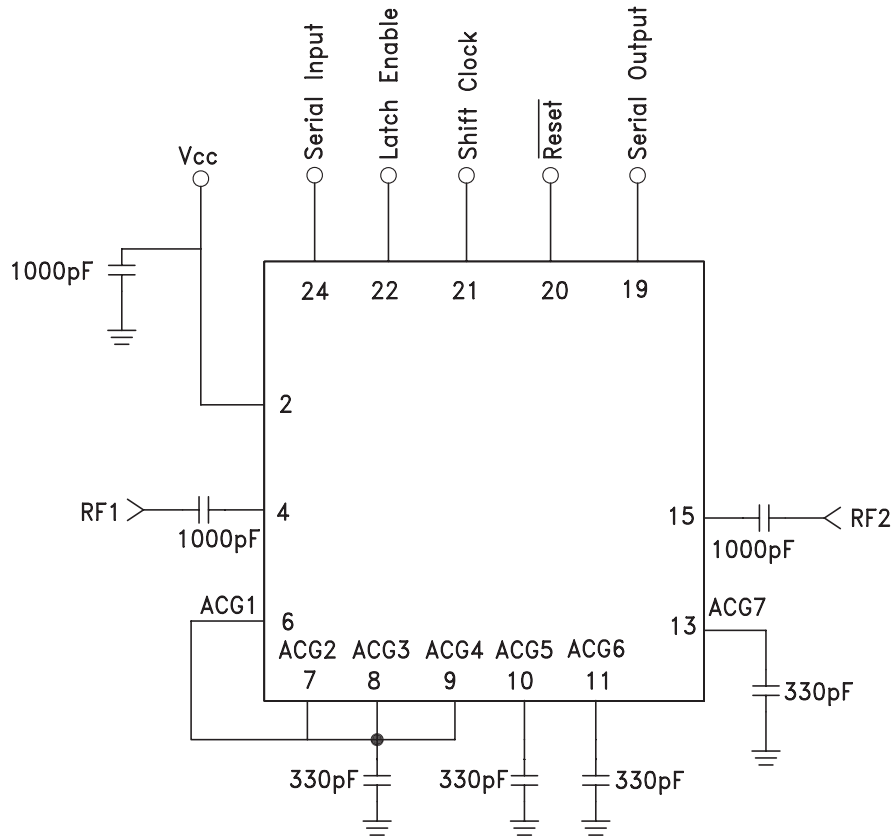 Serial Input
Latch Enable
Shift Clock
Reset
Serial Output
Vcc
1000pF
24 22 21 20 19
2
RF1
4
1000pF
15
RF2
1000pF
ACG1
6
13
ACG7
ACG2 ACG3 ACG4 ACG5 ACG6
7 8 9 10 11
330pF
330pF 330pF 330pF